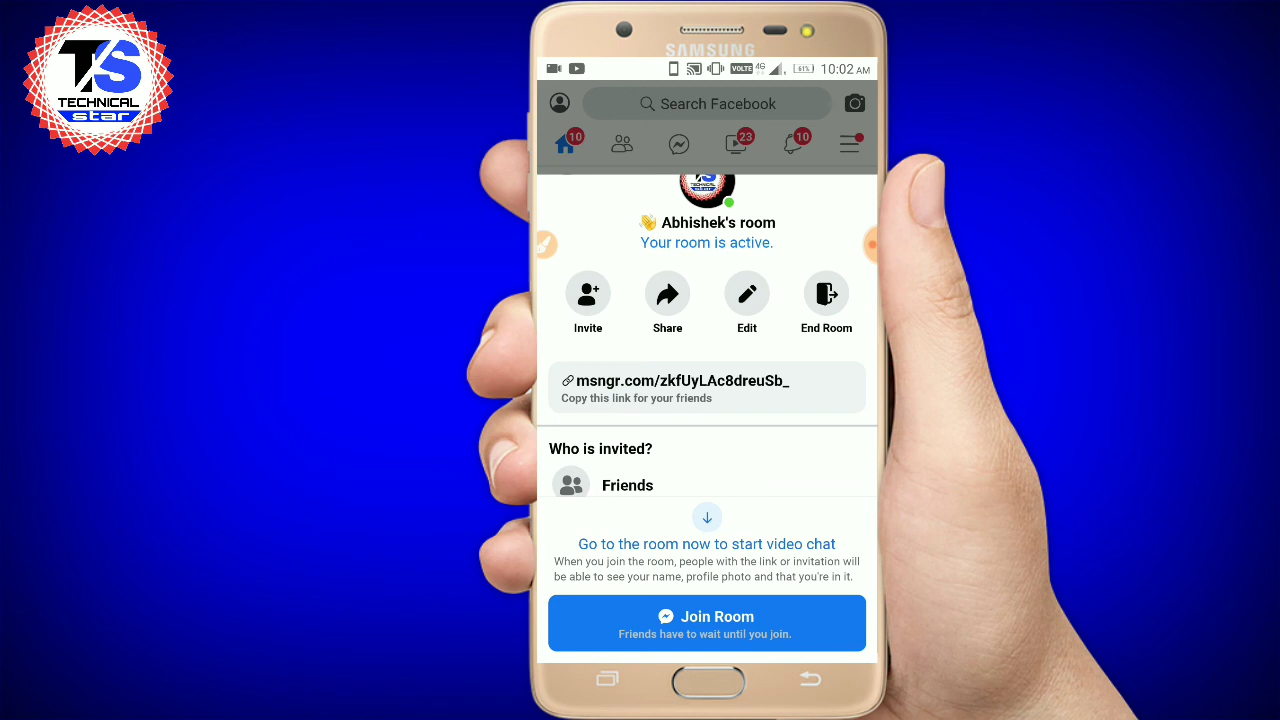 TS
TECHNICAL
star
SAMSUNG
VOLTE 4G 61% 10:02 AM
Search Facebook
10
23
10
TS
👋 Abhishek's room
Your room is active.
Invite
Share
Edit
End Room
msngr.com/zkfUyLAc8dreuSb_
Copy this link for your friends
Who is invited?
Friends
Go to the room now to start video chat
When you join the room, people with the link or invitation will
be able to see your name, profile photo and that you're in it.
Join Room
Friends have to wait until you join.